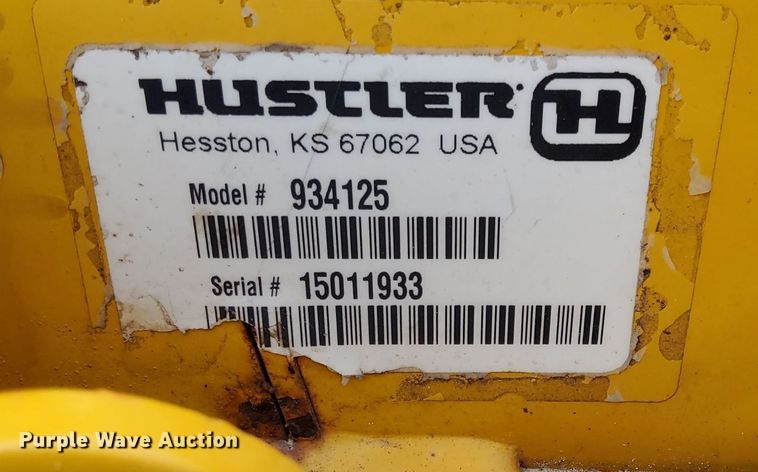 HUSTLER H
Hesston, KS 67062 USA
Model # 934125
Serial # 15011933
Purple Wave Auction